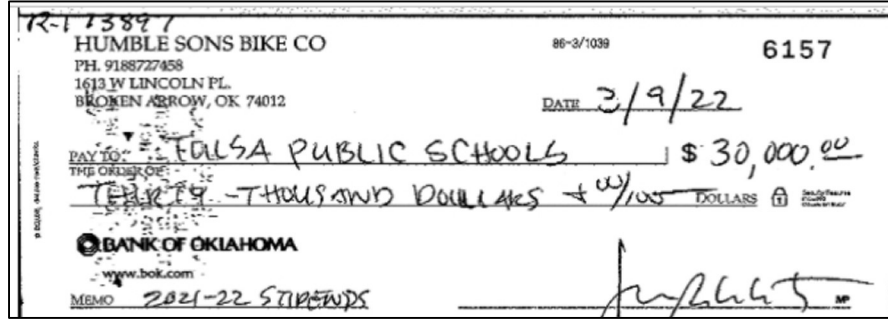 R-173897
HUMBLE SONS BIKE CO
86-3/1039
6157
PH. 9188727458
1613 W LINCOLN PL.
BROKEN ARROW, OK 74012
DATE 3/9/22
PAY TO THE ORDER OF TULSA PUBLIC SCHOOLS $ 30,000.00
THIRTY-THOUSAND DOLLARS + 00/100 DOLLARS
BANK OF OKLAHOMA
www.bok.com
MEMO 2021-22 STIPENDS
MP